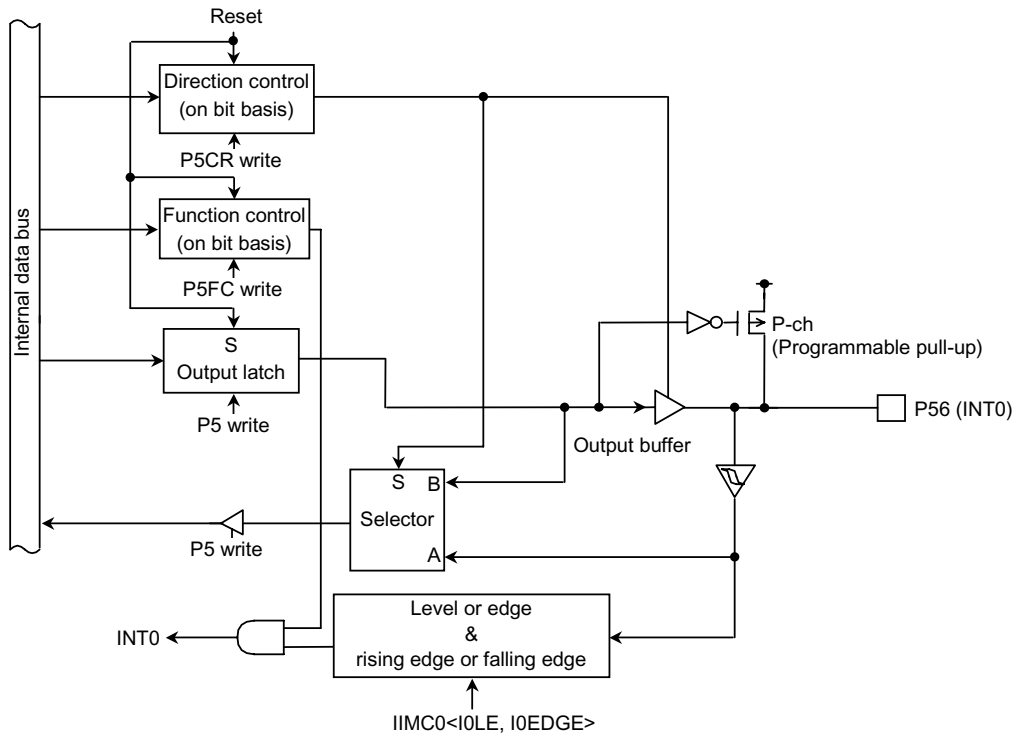 Reset
Direction control
(on bit basis)
P5CR write
Internal data bus
Function control
(on bit basis)
P5FC write
S
Output latch
P5 write
P-ch
(Programmable pull-up)
P56 (INT0)
Output buffer
S
B
Selector
A
P5 write
Level or edge
&
rising edge or falling edge
INT0
IIMC0<I0LE, I0EDGE>